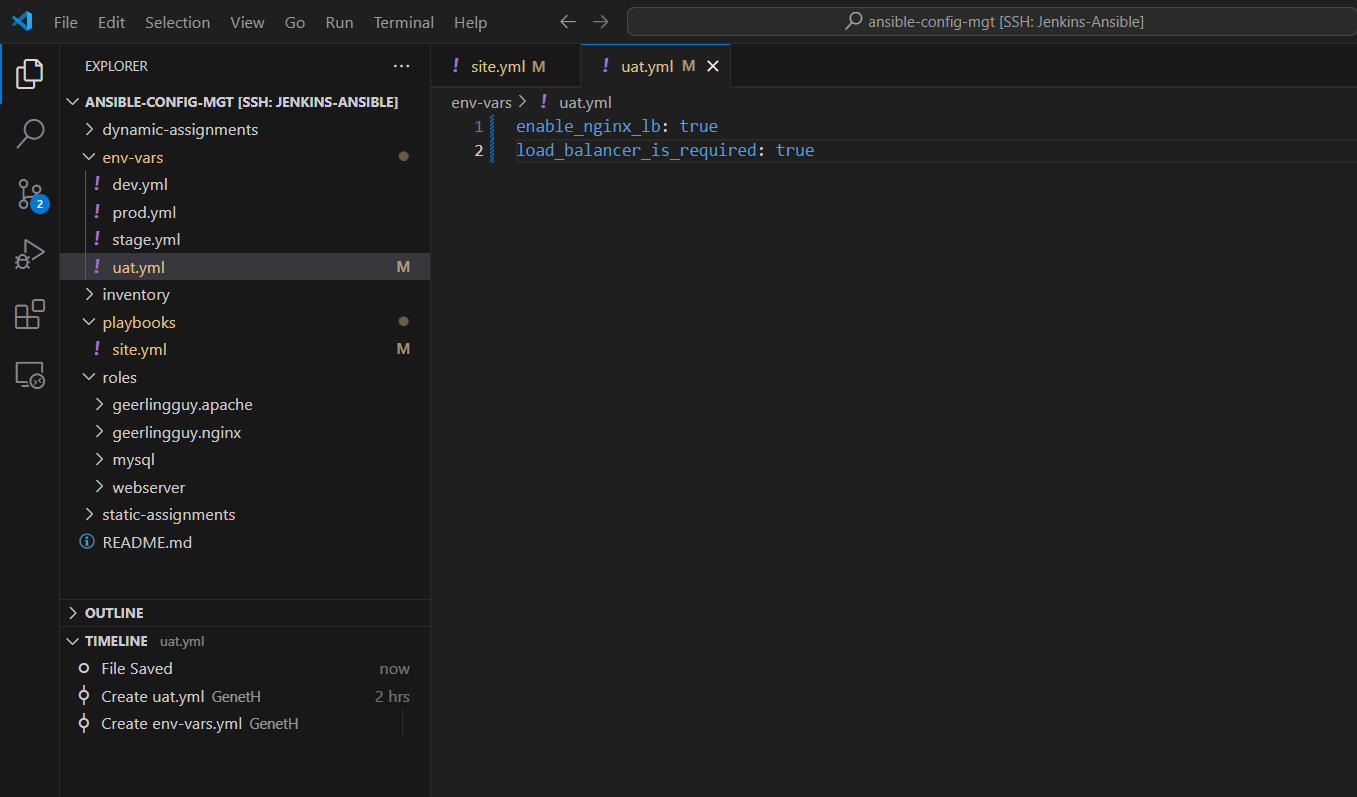 File Edit Selection View Go Run Terminal Help
ansible-config-mgt [SSH: Jenkins-Ansible]
EXPLORER
ANSIBLE-CONFIG-MGT [SSH: JENKINS-ANSIBLE]
dynamic-assignments
env-vars
! dev.yml
! prod.yml
! stage.yml
! uat.yml M
inventory
playbooks
! site.yml M
roles
geerlingguy.apache
geerlingguy.nginx
mysql
webserver
static-assignments
README.md
2
OUTLINE
TIMELINE uat.yml
File Saved now
Create uat.yml GenetH 2 hrs
Create env-vars.yml GenetH
! site.yml M ! uat.yml M
env-vars > ! uat.yml
1 enable_nginx_lb: true
2 load_balancer_is_required: true